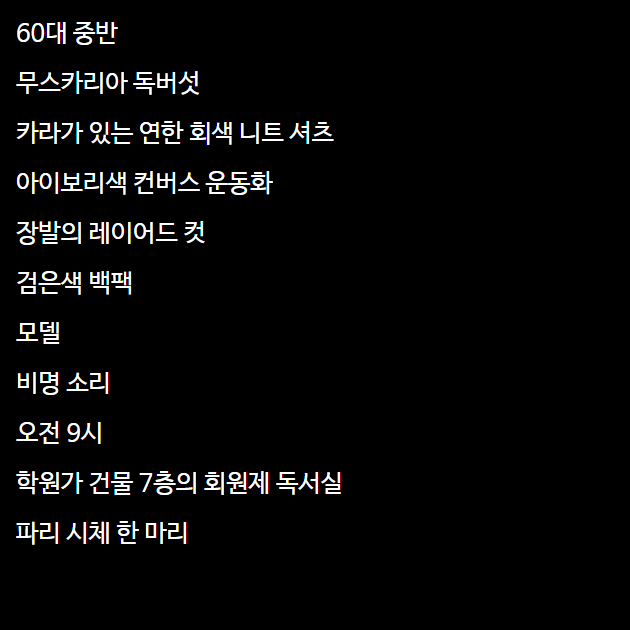 60대 중반
무스카리아 독버섯
카라가 있는 연한 회색 니트 셔츠
아이보리색 컨버스 운동화
장발의 레이어드 컷
검은색 백팩
모델
비명 소리
오전 9시
학원가 건물 7층의 회원제 독서실
파리 시체 한 마리